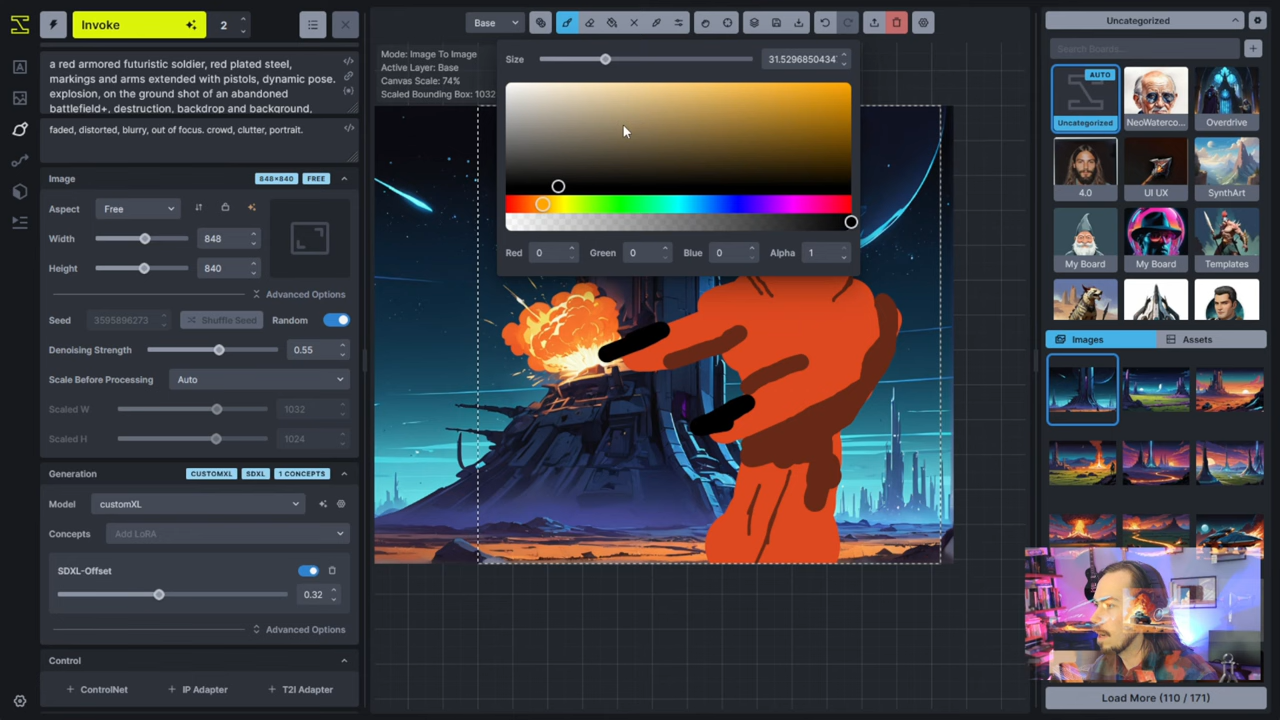 Invoke
2
a red armored futuristic soldier, red plated steel,
markings and arms extended with pistols, dynamic pose.
explosion, on the ground shot of an abandoned
battlefield+, destruction, backdrop and background,
faded, distorted, blurry, out of focus. crowd, clutter, portrait.
Image
848×840
FREE
Aspect
Free
Width
848
Height
840
Advanced Options
Seed
3595896273
Shuffle Seed
Random
Denoising Strength
0.55
Scale Before Processing
Auto
Scaled W
1032
Scaled H
1024
Generation
CUSTOMXL
SDXL
1 CONCEPTS
Model
customXL
Concepts
Add LoRA
SDXL-Offset
0.32
Advanced Options
Control
+ ControlNet
+ IP Adapter
+ T2I Adapter
Base
Mode: Image To Image
Active Layer: Base
Canvas Scale: 74%
Scaled Bounding Box: 1032
Size
31.5296850434
Red
0
Green
0
Blue
0
Alpha
1
Uncategorized
Search Boards...
AUTO
Uncategorized
NeoWaterco...
Overdrive
4.0
UI UX
SynthArt
My Board
My Board
Templates
Images
Assets
Load More (110 / 171)